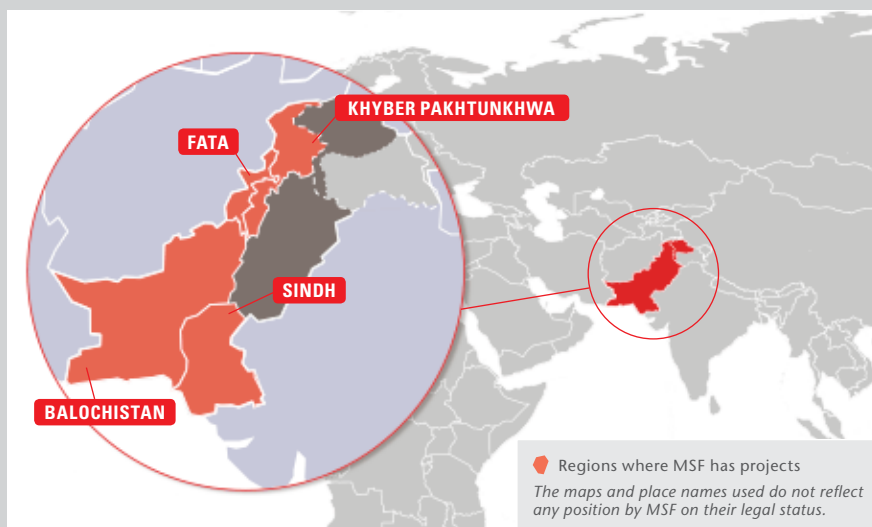 KHYBER PAKHTUNKHWA
FATA
SINDH
BALOCHISTAN
Regions where MSF has projects
The maps and place names used do not reflect
any position by MSF on their legal status.